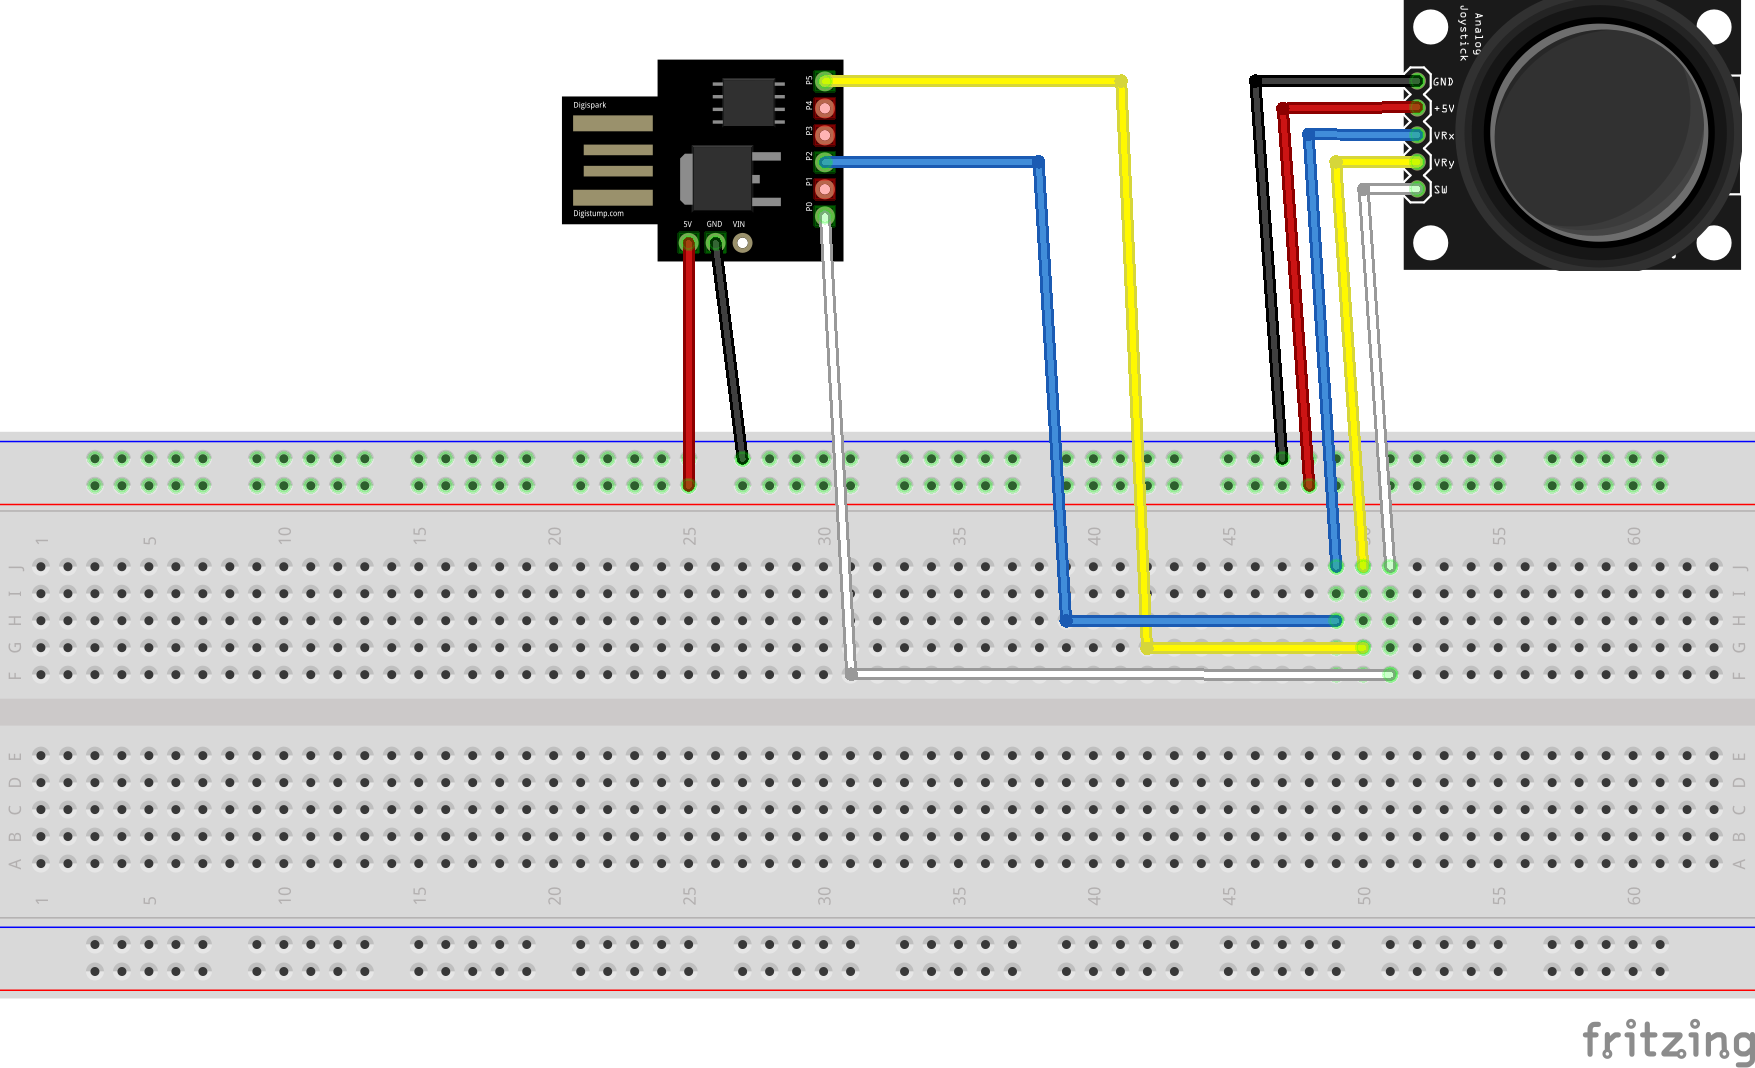 Analog
Joystick
GND
+5V
VRx
VRy
SW
Digispark
Digistump.com
P5
P4
P3
P2
P1
P0
5V GND VIN
1 5 10 15 20 25 30 35 40 45 50 55 60
J J
I I
H H
G G
F F
E E
D D
C C
B B
A A
1 5 10 15 20 25 30 35 40 45 50 55 60
fritzing